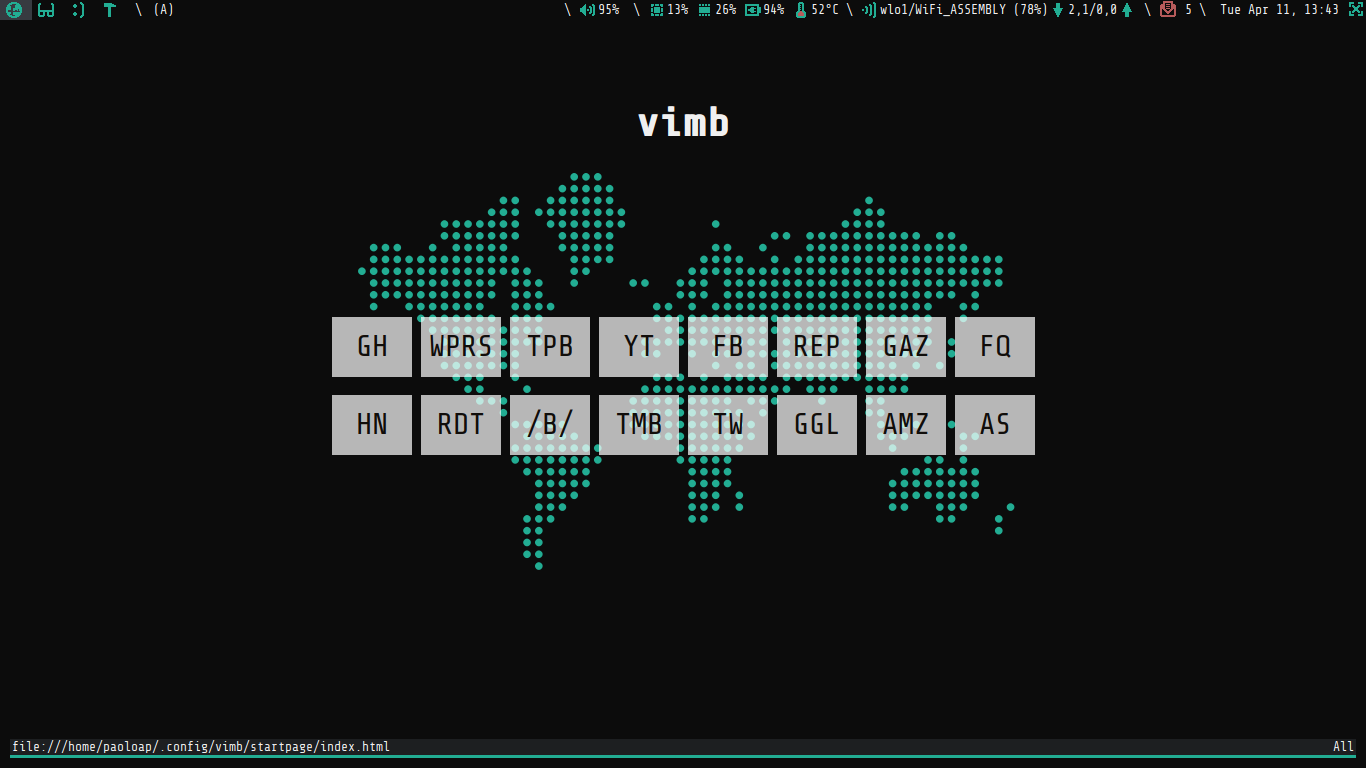 \ (A) \ 95% \ 13% 26% 94% 52°C \ wlo1/WiFi_ASSEMBLY (78%) 2,1/0,0 \ 5 \ Tue Apr 11, 13:43
vimb
GH WPRS TPB YT FB REP GAZ FQ
HN RDT /B/ TMB TW GGL AMZ AS
file:///home/paoloap/.config/vimb/startpage/index.html All